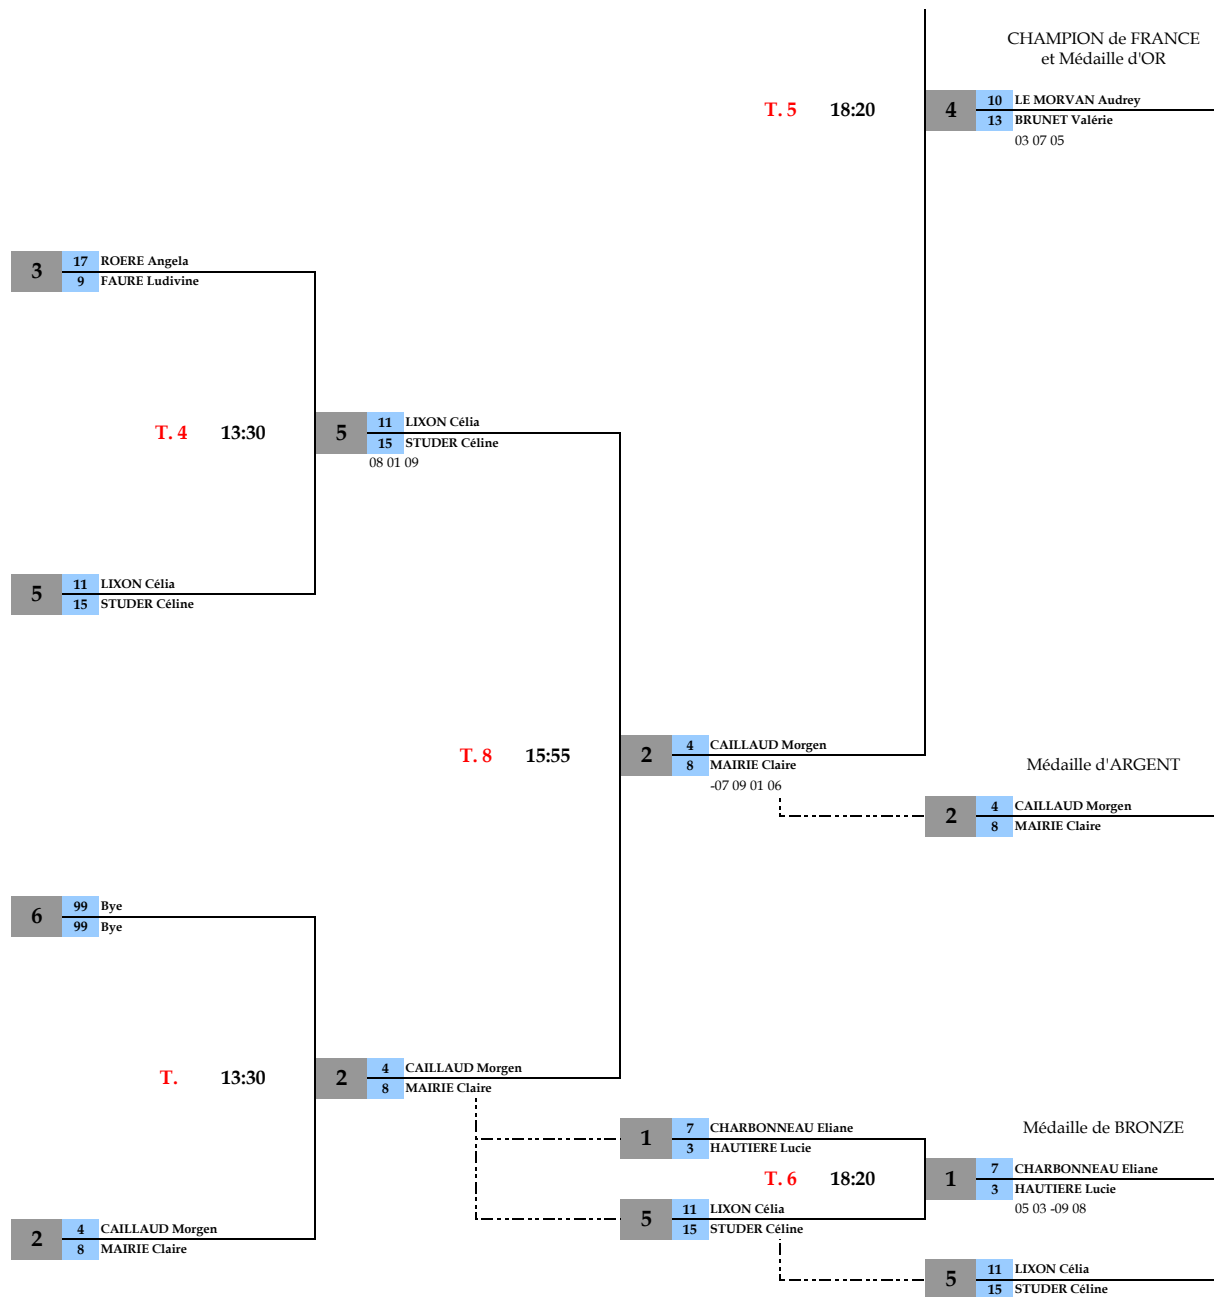 CHAMPION de FRANCE
et Médaille d'OR
T. 5 18:20 4 10 LE MORVAN Audrey
13 BRUNET Valérie
03 07 05
3 17 ROERE Angela
9 FAURE Ludivine
T. 4 13:30 5 11 LIXON Célia
15 STUDER Céline
08 01 09
5 11 LIXON Célia
15 STUDER Céline
T. 8 15:55 2 4 CAILLAUD Morgen
8 MAIRIE Claire
-07 09 01 06
Médaille d'ARGENT
2 4 CAILLAUD Morgen
8 MAIRIE Claire
6 99 Bye
99 Bye
T. 13:30 2 4 CAILLAUD Morgen
8 MAIRIE Claire
1 7 CHARBONNEAU Eliane
3 HAUTIERE Lucie
Médaille de BRONZE
T. 6 18:20 1 7 CHARBONNEAU Eliane
3 HAUTIERE Lucie
05 03 -09 08
5 11 LIXON Célia
15 STUDER Céline
2 4 CAILLAUD Morgen
8 MAIRIE Claire
5 11 LIXON Célia
15 STUDER Céline